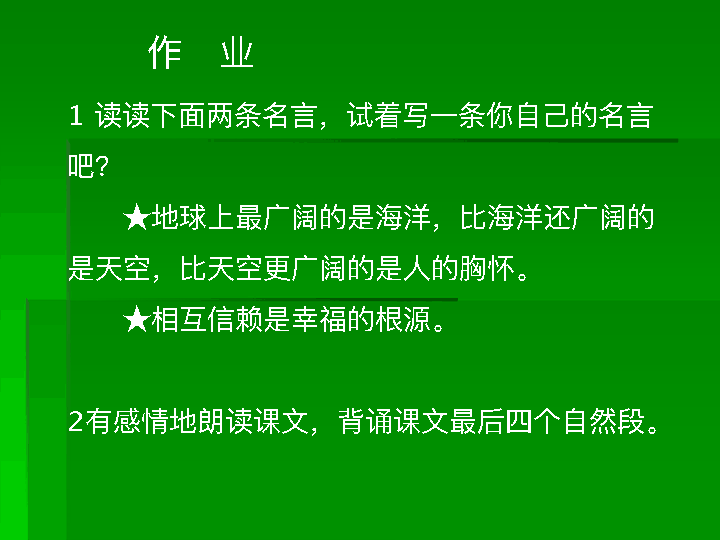 作 业
1 读读下面两条名言，试着写一条你自己的名言
吧?
★地球上最广阔的是海洋，比海洋还广阔的
是天空，比天空更广阔的是人的胸怀。
★相互信赖是幸福的根源。
2有感情地朗读课文，背诵课文最后四个自然段。